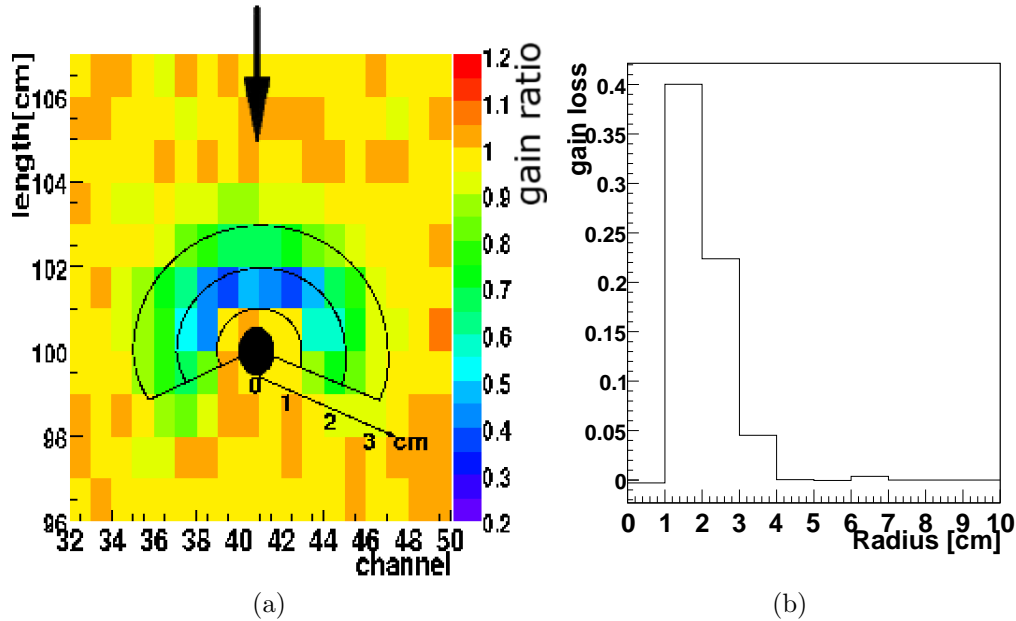 length[cm]
106
104
102
100
98
96
32 34 36 38 40 42 44 46 48 50
channel
0
1
2
3 cm
1.2
1.1
1
0.9
0.8
0.7
0.6
0.5
0.4
0.3
0.2
gain ratio
(a)
gain loss
0.4
0.35
0.3
0.25
0.2
0.15
0.1
0.05
0
0 1 2 3 4 5 6 7 8 9 10
Radius [cm]
(b)